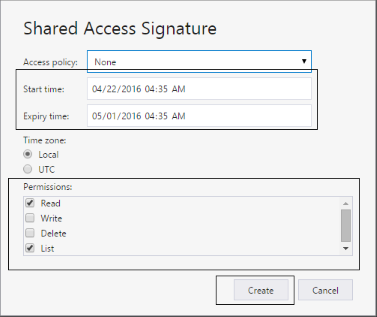 Shared Access Signature
Access policy: None
Start time: 04/22/2016 04:35 AM
Expiry time: 05/01/2016 04:35 AM
Time zone:
Local
UTC
Permissions:
Read
Write
Delete
List
Create Cancel